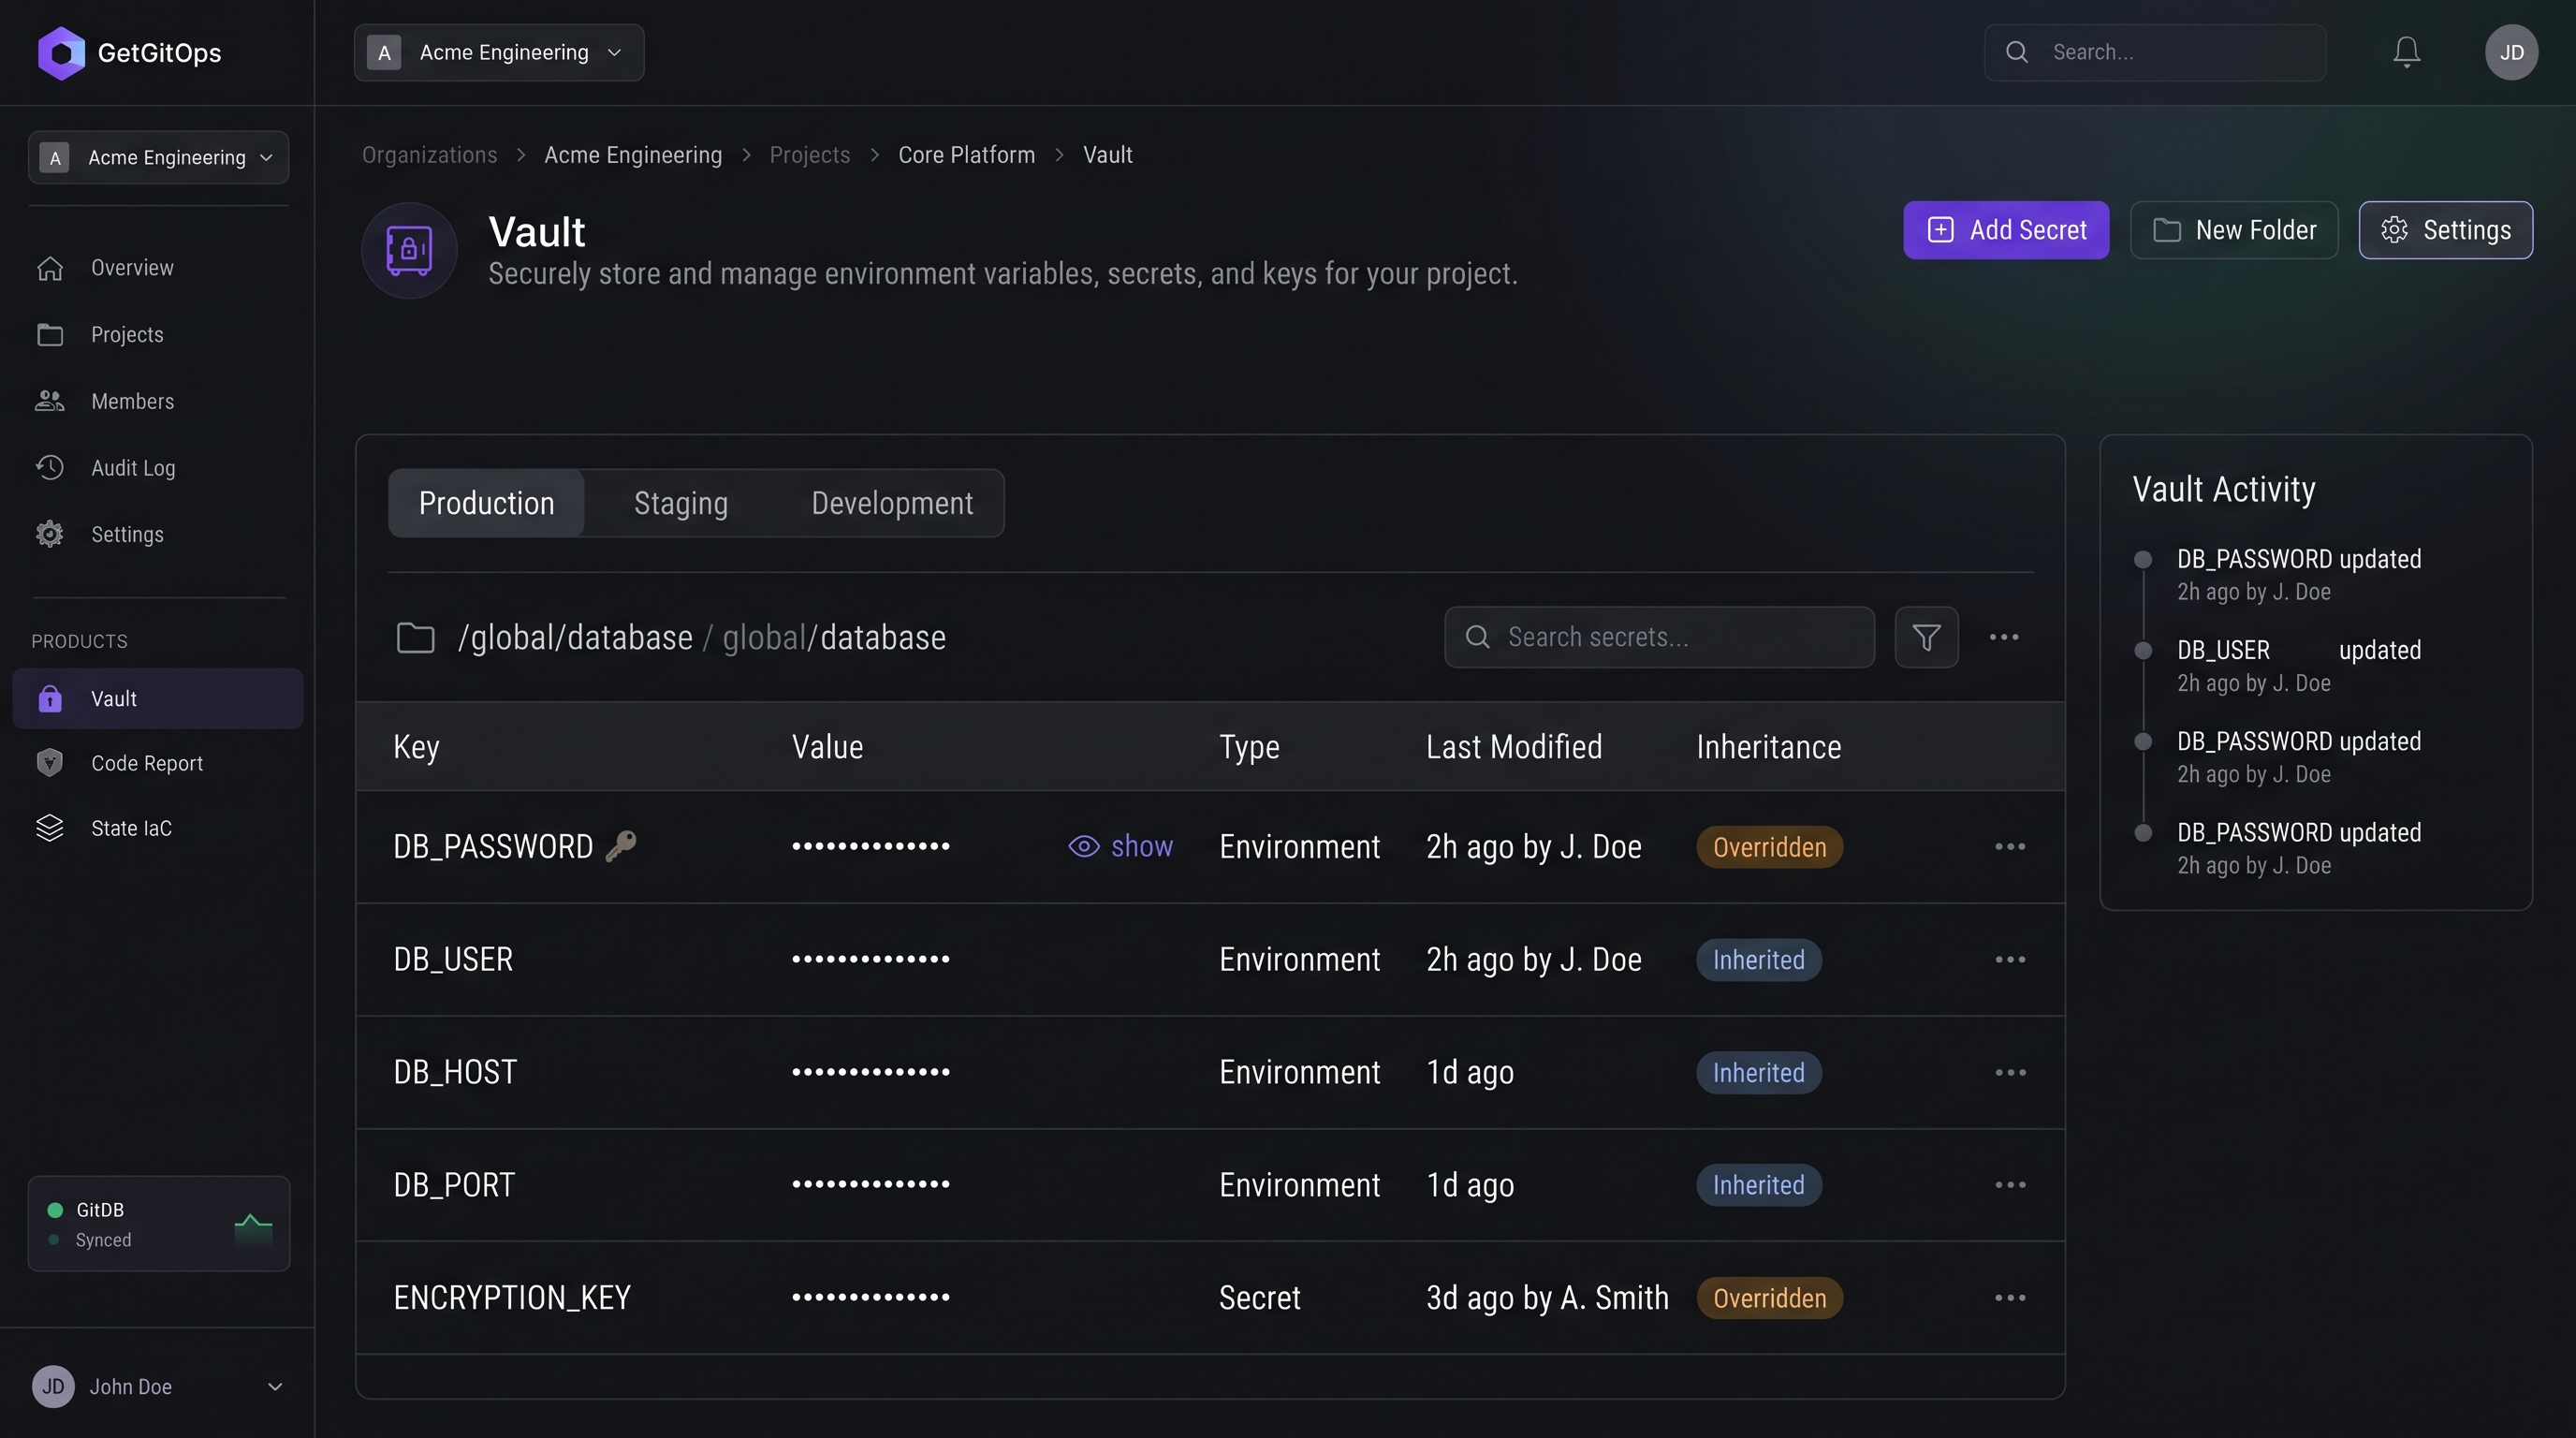 GetGitOps
A Acme Engineering
Search...
JD
A Acme Engineering
Overview
Projects
Members
Audit Log
Settings
PRODUCTS
Vault
Code Report
State IaC
GitDB
Synced
JD John Doe
Organizations > Acme Engineering > Projects > Core Platform > Vault
Vault
Securely store and manage environment variables, secrets, and keys for your project.
Add Secret
New Folder
Settings
Production Staging Development
/global/database / global/database
Search secrets...
Key Value Type Last Modified Inheritance
DB_PASSWORD •••••••••••••• show Environment 2h ago by J. Doe Overridden
DB_USER •••••••••••••• Environment 2h ago by J. Doe Inherited
DB_HOST •••••••••••••• Environment 1d ago Inherited
DB_PORT •••••••••••••• Environment 1d ago Inherited
ENCRYPTION_KEY •••••••••••••• Secret 3d ago by A. Smith Overridden
Vault Activity
DB_PASSWORD updated
2h ago by J. Doe
DB_USER updated
2h ago by J. Doe
DB_PASSWORD updated
2h ago by J. Doe
DB_PASSWORD updated
2h ago by J. Doe